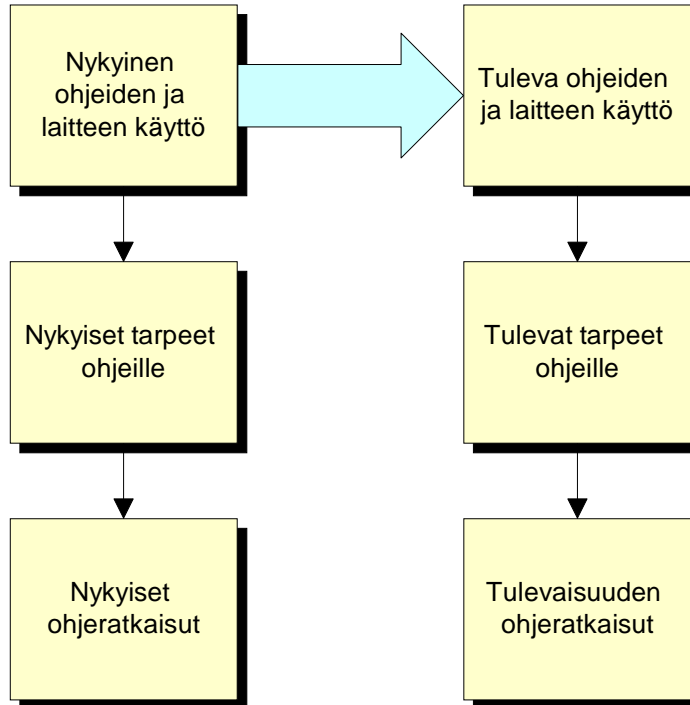 Nykyinen
ohjeiden ja
laitteen käyttö
Tuleva ohjeiden
ja laitteen käyttö
Nykyiset tarpeet
ohjeille
Tulevat tarpeet
ohjeille
Nykyiset
ohjeratkaisut
Tulevaisuuden
ohjeratkaisut